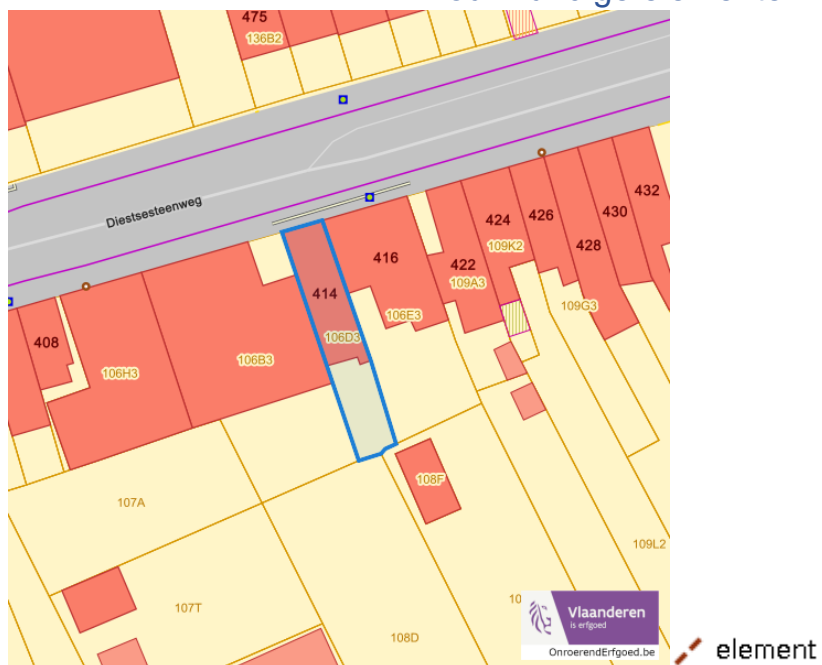 475
136B2
Diestsesteenweg
432
430
426
424
428
109K2
416
422
109A3
109G3
414
106E3
106D3
408
106B3
106H3
108F
107A
109L2
107T
108D
Vlaanderen
is erfgoed
OnroerendErfgoed.be
element